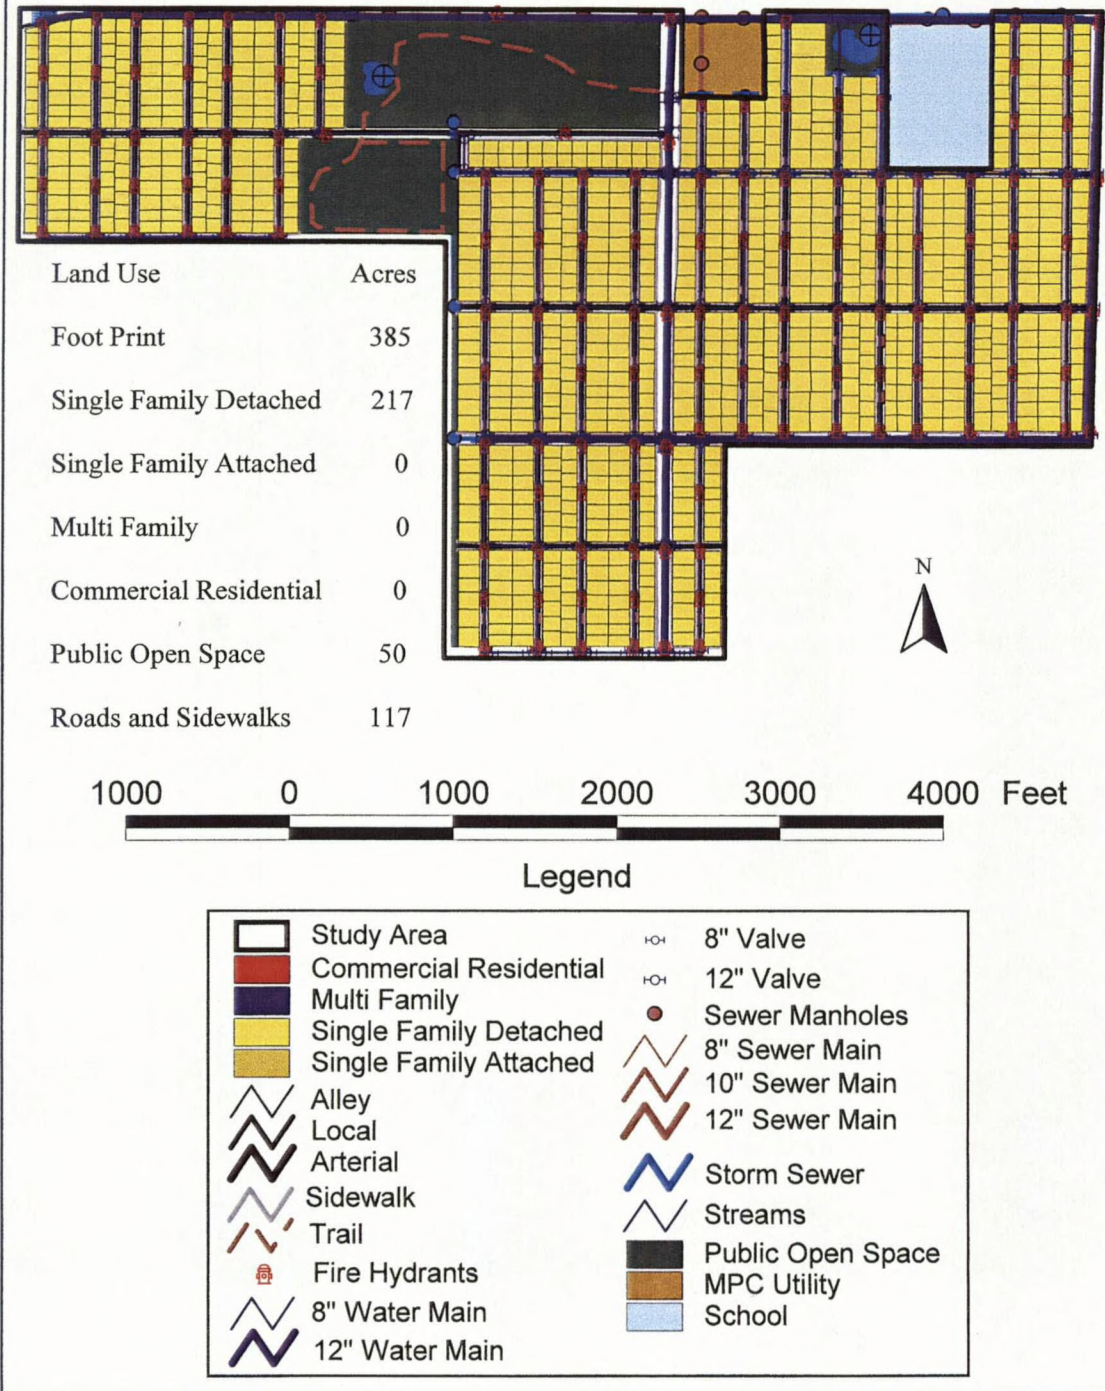 Land Use Acres
Foot Print 385
Single Family Detached 217
Single Family Attached 0
Multi Family 0
Commercial Residential 0
Public Open Space 50
Roads and Sidewalks 117
N
1000 0 1000 2000 3000 4000 Feet
Legend
Study Area
Commercial Residential
Multi Family
Single Family Detached
Single Family Attached
Alley
Local
Arterial
Sidewalk
Trail
Fire Hydrants
8" Water Main
12" Water Main
8" Valve
12" Valve
Sewer Manholes
8" Sewer Main
10" Sewer Main
12" Sewer Main
Storm Sewer
Streams
Public Open Space
MPC Utility
School